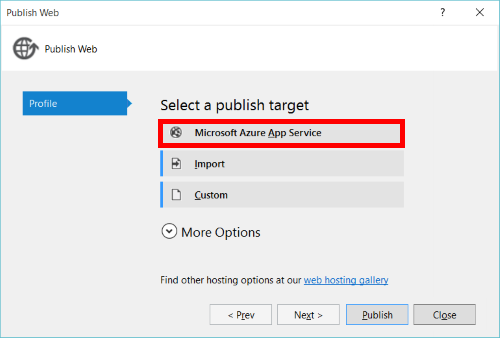 Publish Web
?
Publish Web
Profile
Select a publish target
Microsoft Azure App Service
Import
Custom
More Options
Find other hosting options at our web hosting gallery
< Prev
Next >
Publish
Close